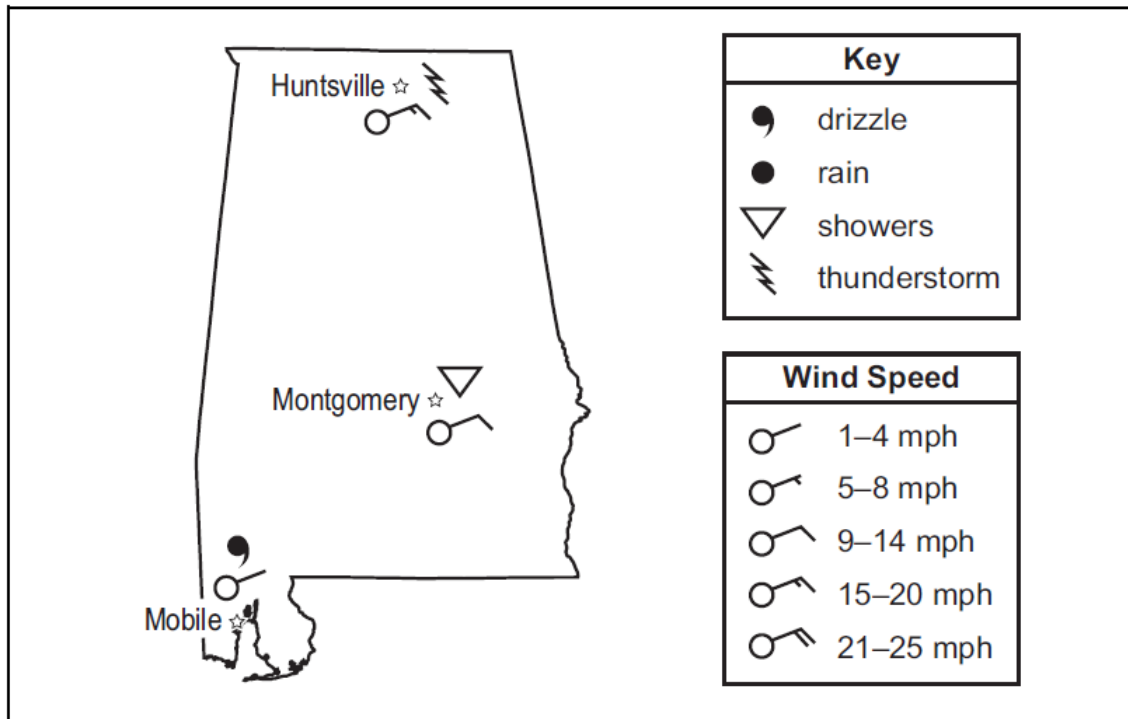 Huntsville
Montgomery
Mobile
Key
drizzle
rain
showers
thunderstorm
Wind Speed
1–4 mph
5–8 mph
9–14 mph
15–20 mph
21–25 mph